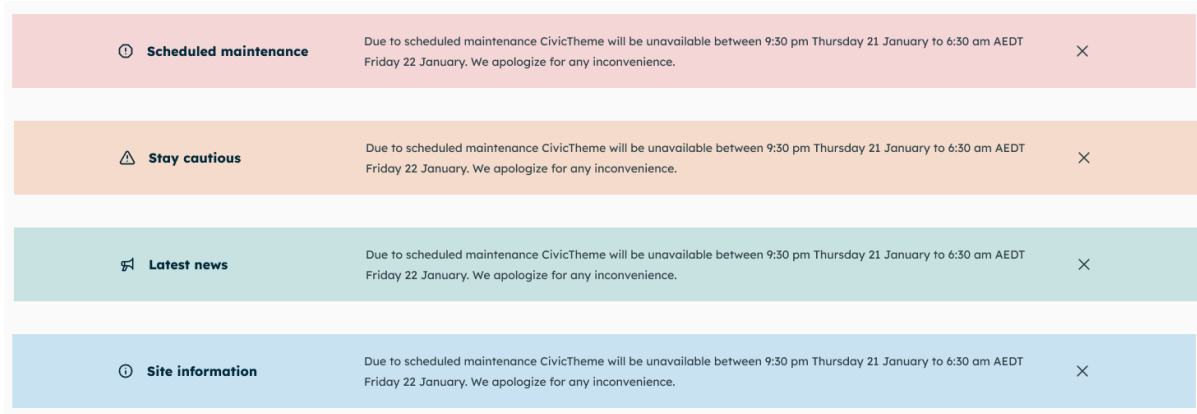 Scheduled maintenance
Due to scheduled maintenance CivicTheme will be unavailable between 9:30 pm Thursday 21 January to 6:30 am AEDT
Friday 22 January. We apologize for any inconvenience.
Stay cautious
Due to scheduled maintenance CivicTheme will be unavailable between 9:30 pm Thursday 21 January to 6:30 am AEDT
Friday 22 January. We apologize for any inconvenience.
Latest news
Due to scheduled maintenance CivicTheme will be unavailable between 9:30 pm Thursday 21 January to 6:30 am AEDT
Friday 22 January. We apologize for any inconvenience.
Site information
Due to scheduled maintenance CivicTheme will be unavailable between 9:30 pm Thursday 21 January to 6:30 am AEDT
Friday 22 January. We apologize for any inconvenience.